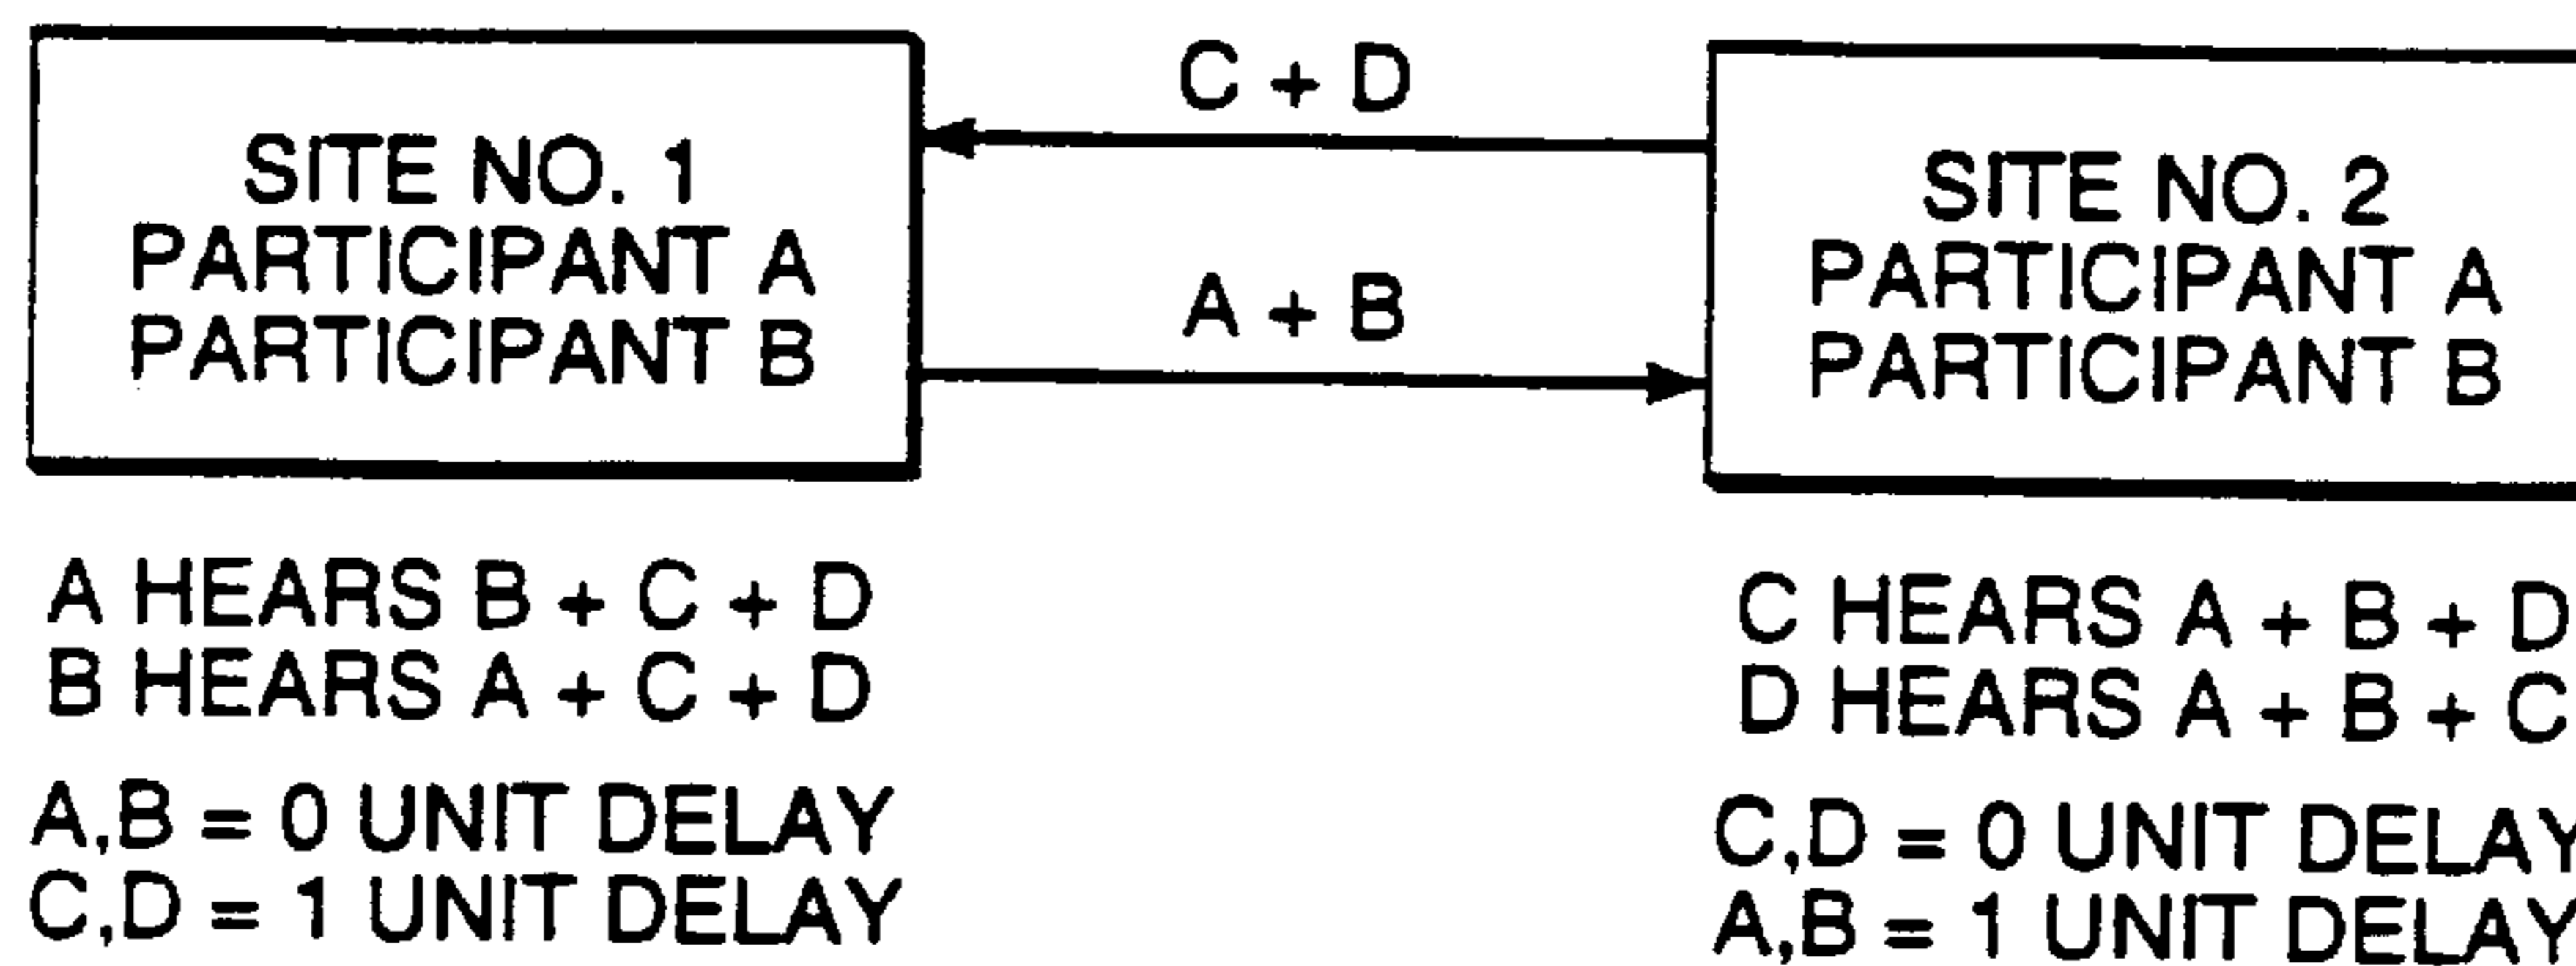 C + D
SITE NO. 1
PARTICIPANT A
PARTICIPANT B
A + B
SITE NO. 2
PARTICIPANT A
PARTICIPANT B
A HEARS B + C + D
B HEARS A + C + D
A,B = 0 UNIT DELAY
C,D = 1 UNIT DELAY
C HEARS A + B + D
D HEARS A + B + C
C,D = 0 UNIT DELAY
A,B = 1 UNIT DELAY